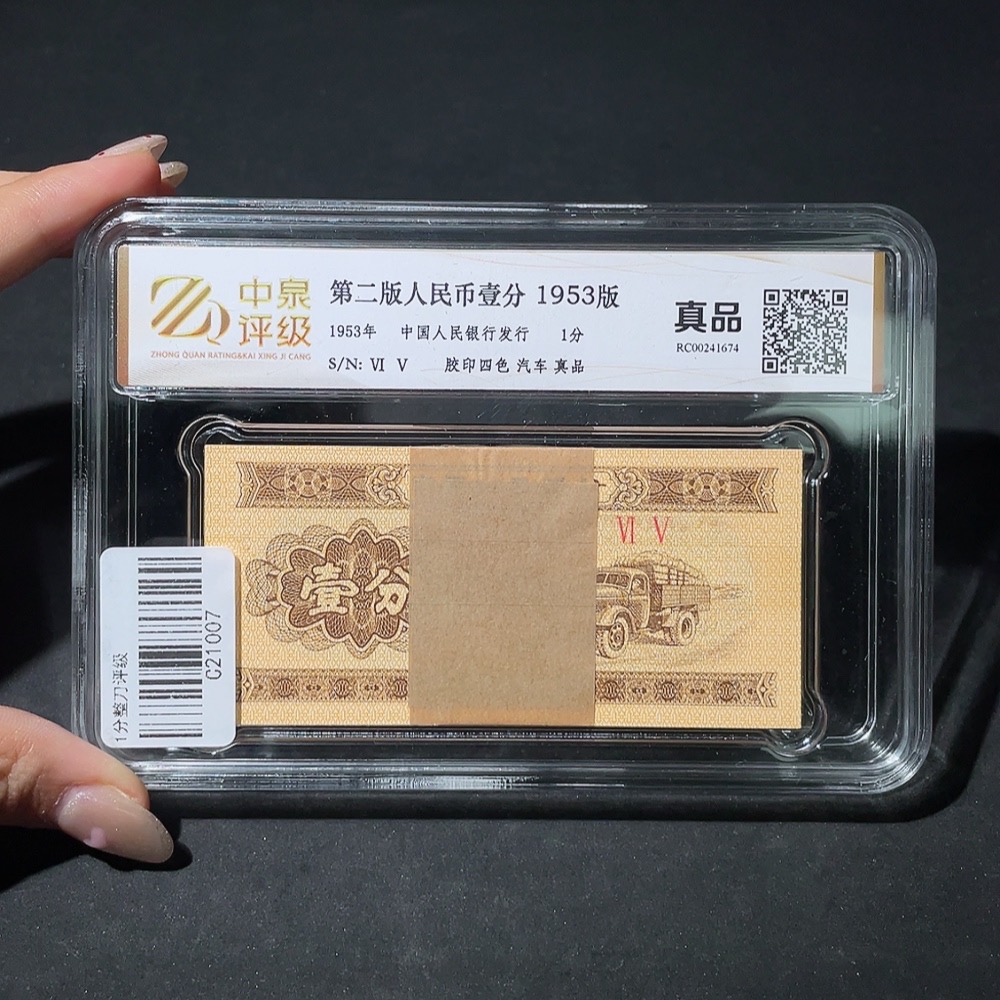 中泉
评级
ZHONG QUAN RATING&KAI XING JI CANG
第二版人民币壹分 1953版
1953年 中国人民银行发行 1分
S/N: Ⅵ Ⅴ 胶印四色 汽车 真品
真品
RC00241674
Ⅵ Ⅴ
壹分
1分整刀评级
C21007